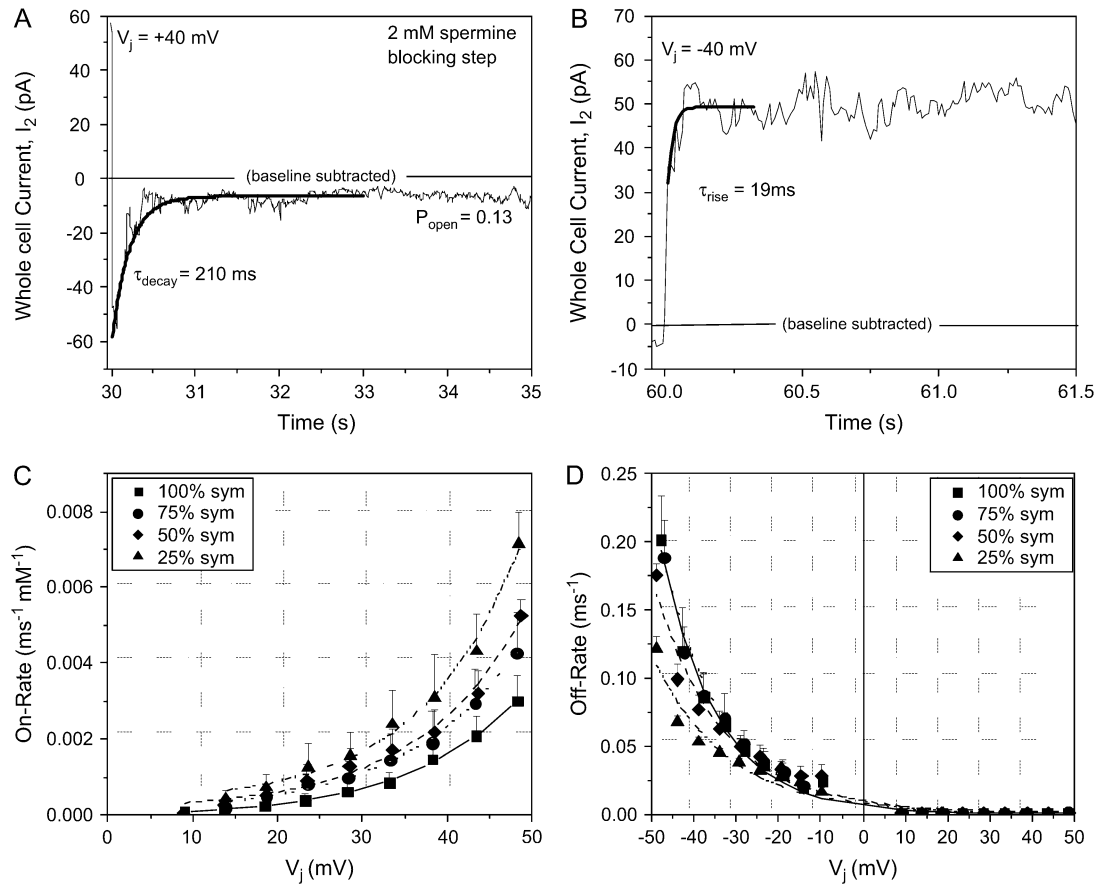 A
V_j = +40 mV
2 mM spermine
blocking step
(baseline subtracted)
P_open = 0.13
τ_decay = 210 ms
Whole cell Current, I_2 (pA)
60
40
20
0
-20
-40
-60
30
31
32
33
34
35
Time (s)
B
V_j = -40 mV
τ_rise = 19ms
(baseline subtracted)
Whole Cell Current, I_2 (pA)
70
60
50
40
30
20
10
0
-10
60.0
60.5
61.0
61.5
Time (s)
C
100% sym
75% sym
50% sym
25% sym
On-Rate (ms^-1 mM^-1)
0.008
0.006
0.004
0.002
0.000
0
10
20
30
40
50
V_j (mV)
D
100% sym
75% sym
50% sym
25% sym
Off-Rate (ms^-1)
0.25
0.20
0.15
0.10
0.05
0.00
-50
-40
-30
-20
-10
0
10
20
30
40
50
V_j (mV)